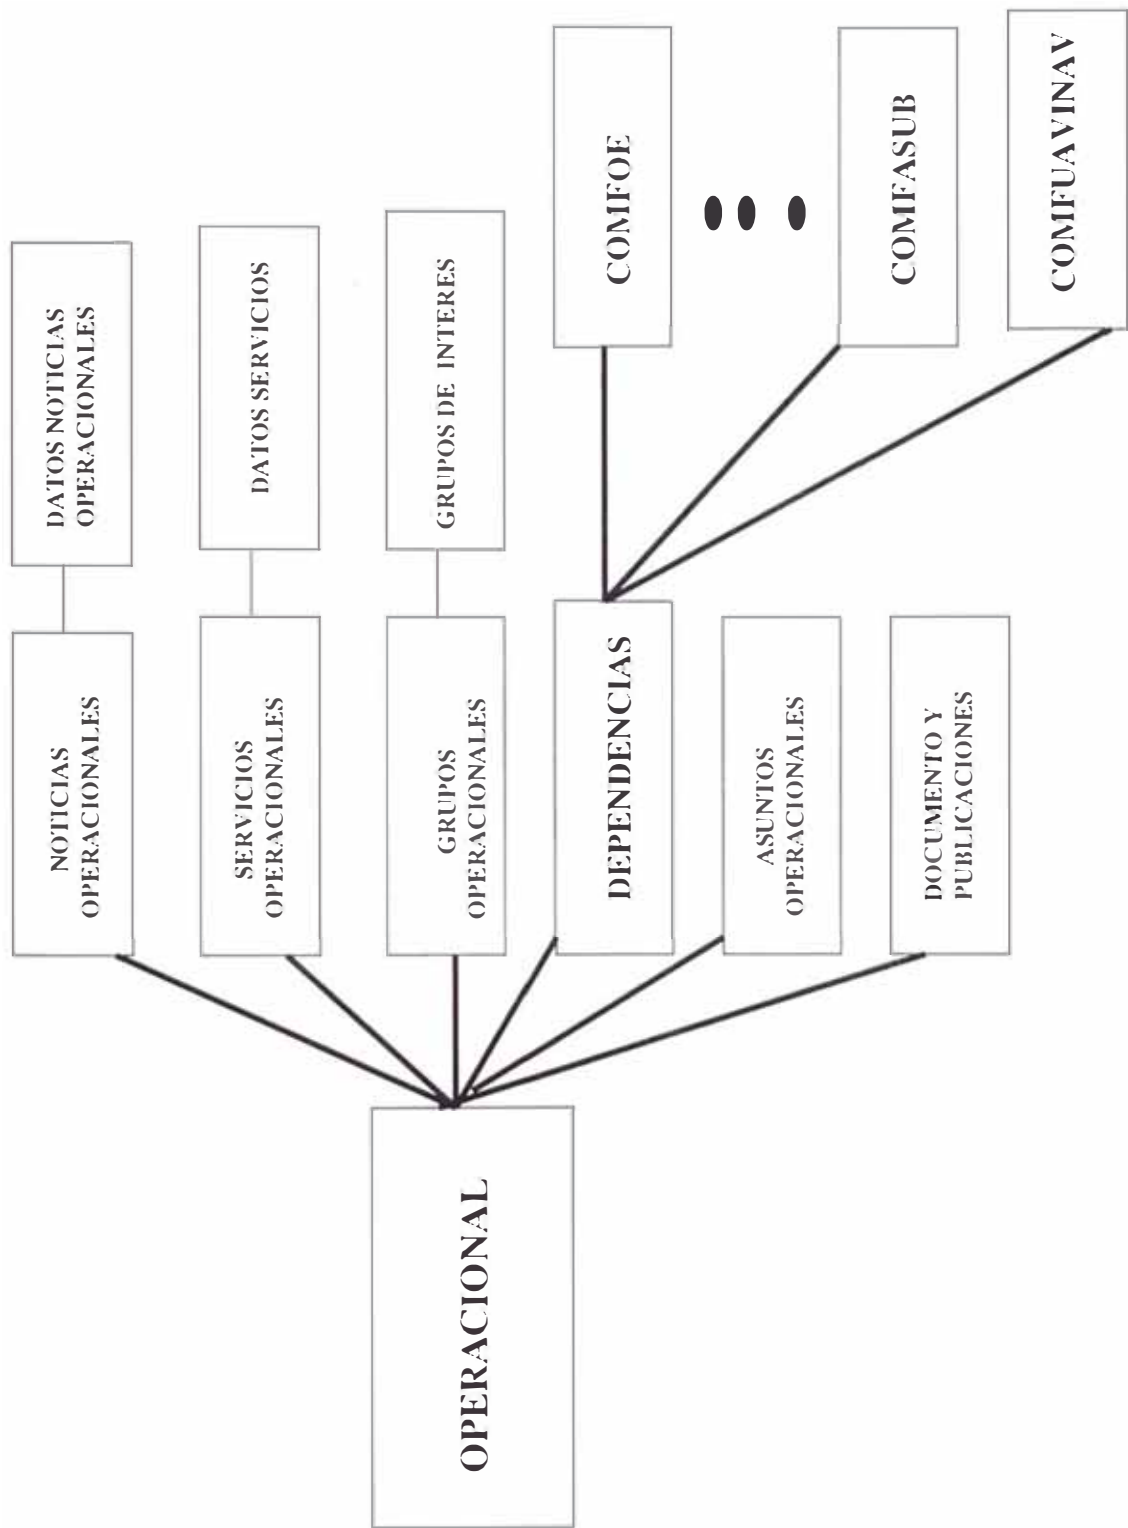 OPERACIONAL
NOTICIAS
OPERACIONALES
DATOS NOTICIAS
OPERACIONALES
SERVICIOS
OPERACIONALES
DATOS SERVICIOS
GRUPOS
OPERACIONALES
GRUPOS DE INTERES
DEPENDENCIAS
COMFOE
COMFASUB
COMFUAVINAV
ASUNTOS
OPERACIONALES
DOCUMENTO Y
PUBLICACIONES